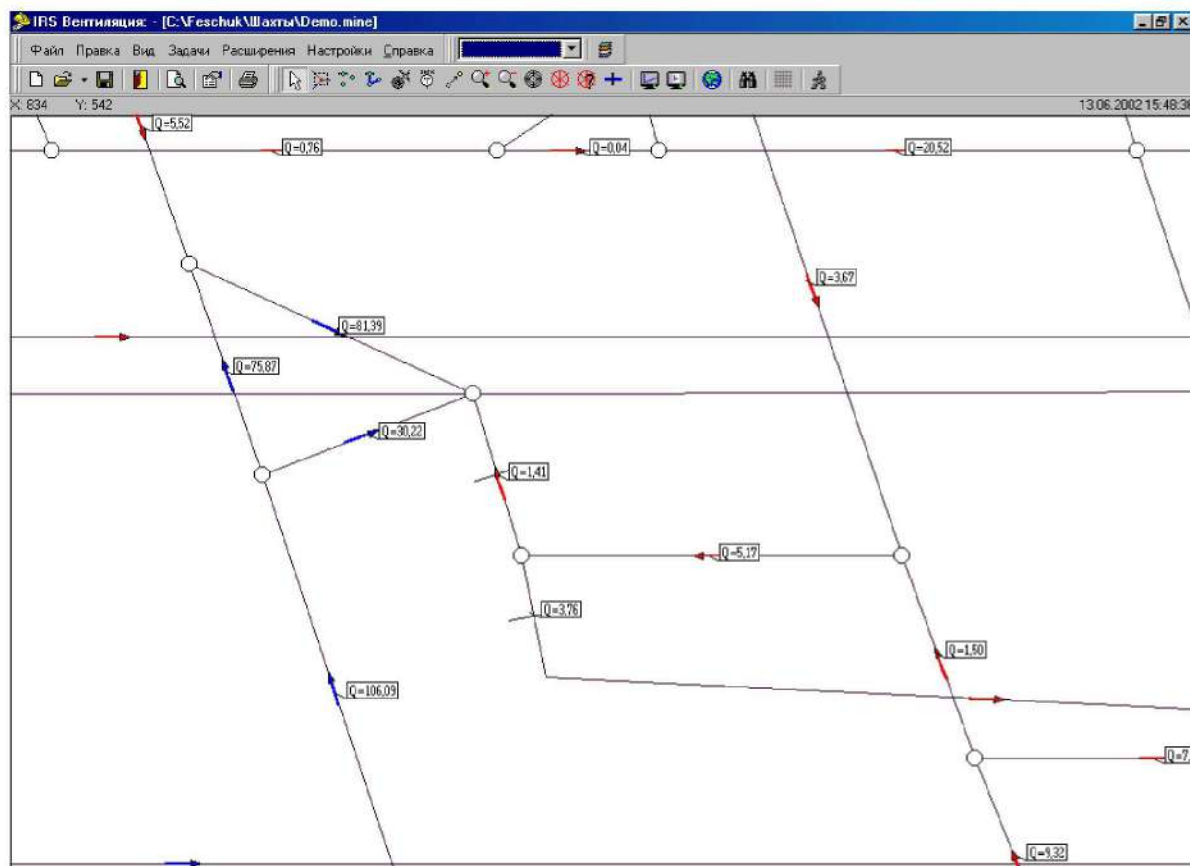 IRS Вентиляция: - [C:\Feschuk\Шахты\Demo.mine]
Файл Правка Вид Задачи Расширения Настройки Справка
X: 834 Y: 542 13.06.2002 15:48:36
Q=5,52
Q=0,76 Q=0,04 Q=20,52
Q=3,67
Q=81,39
Q=75,87
Q=30,22
Q=1,41
Q=5,17
Q=3,76
Q=1,50
Q=106,09
Q=7,
Q=9,32